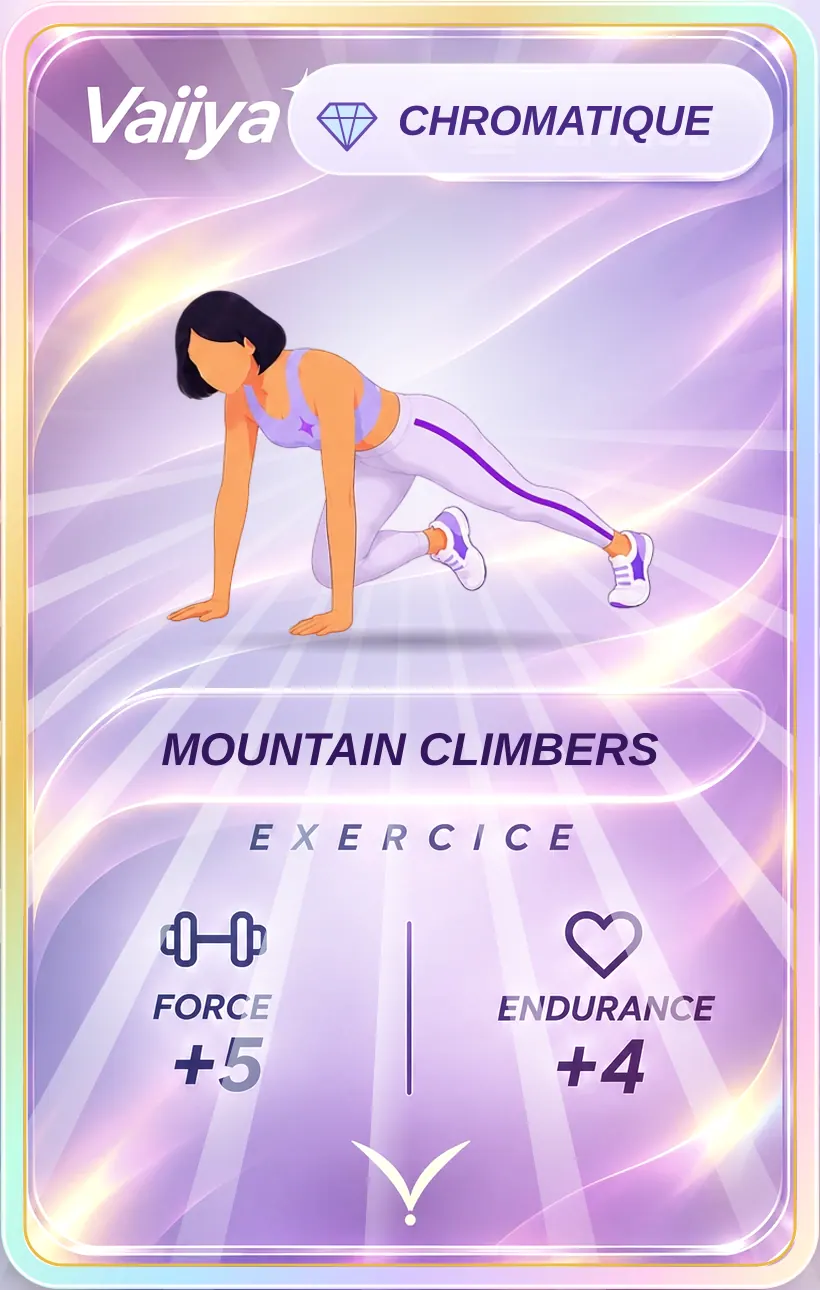 Vaiiya
CHROMATIQUE
MOUNTAIN CLIMBERS
EXERCICE
FORCE
+5
ENDURANCE
+4